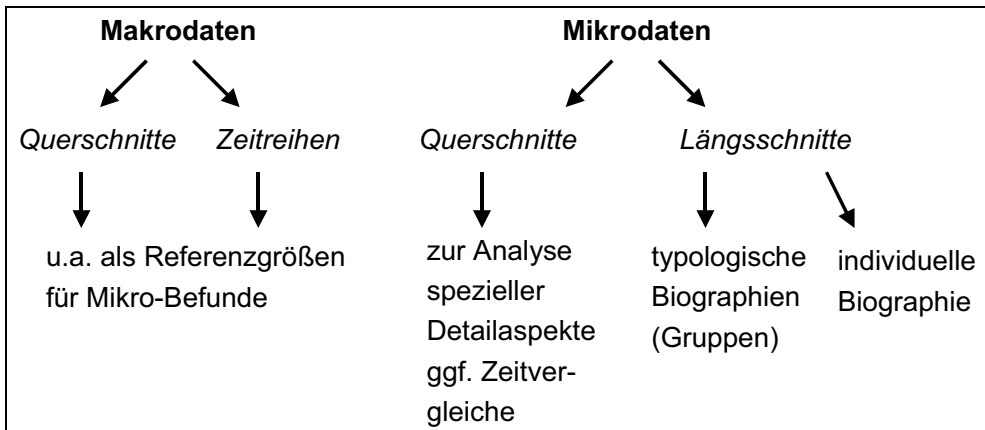 Makrodaten
Mikrodaten
Querschnitte
Zeitreihen
Querschnitte
Längsschnitte
u.a. als Referenzgrößen
für Mikro-Befunde
zur Analyse
spezieller
Detailaspekte
ggf. Zeitver-
gleiche
typologische
Biographien
(Gruppen)
individuelle
Biographie